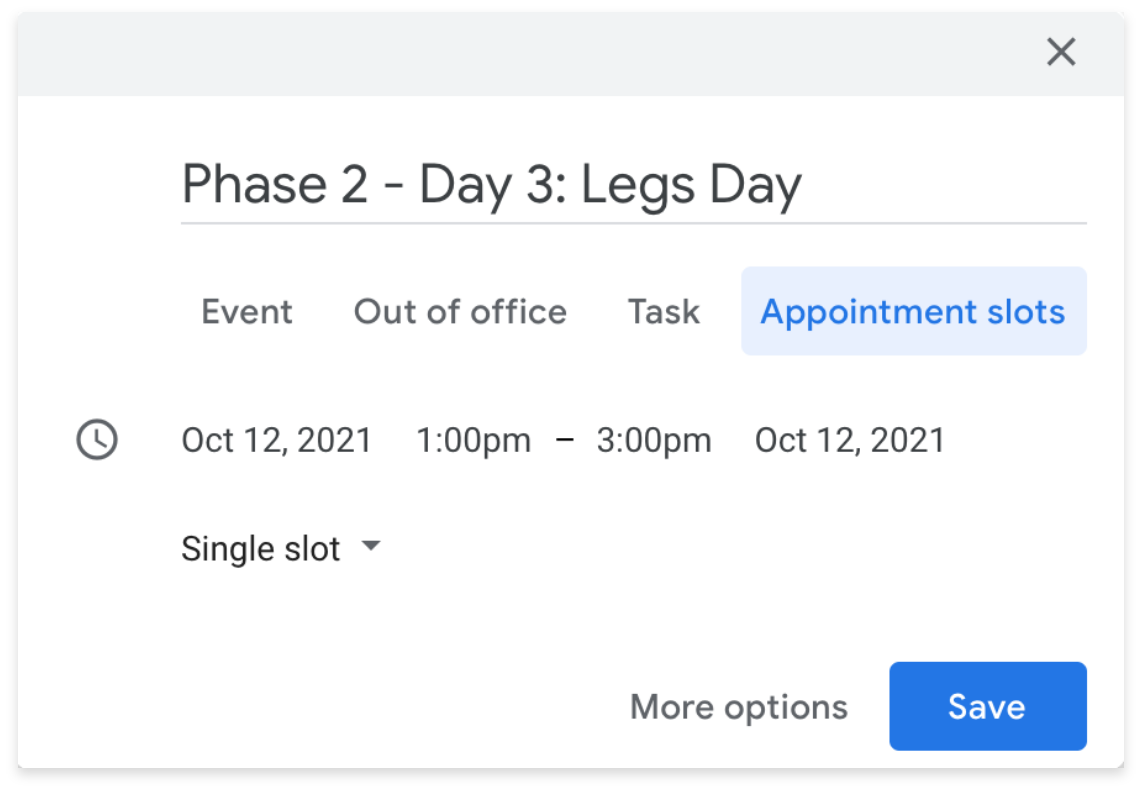 Phase 2 - Day 3: Legs Day
Event Out of office Task Appointment slots
Oct 12, 2021 1:00pm – 3:00pm Oct 12, 2021
Single slot
More options Save